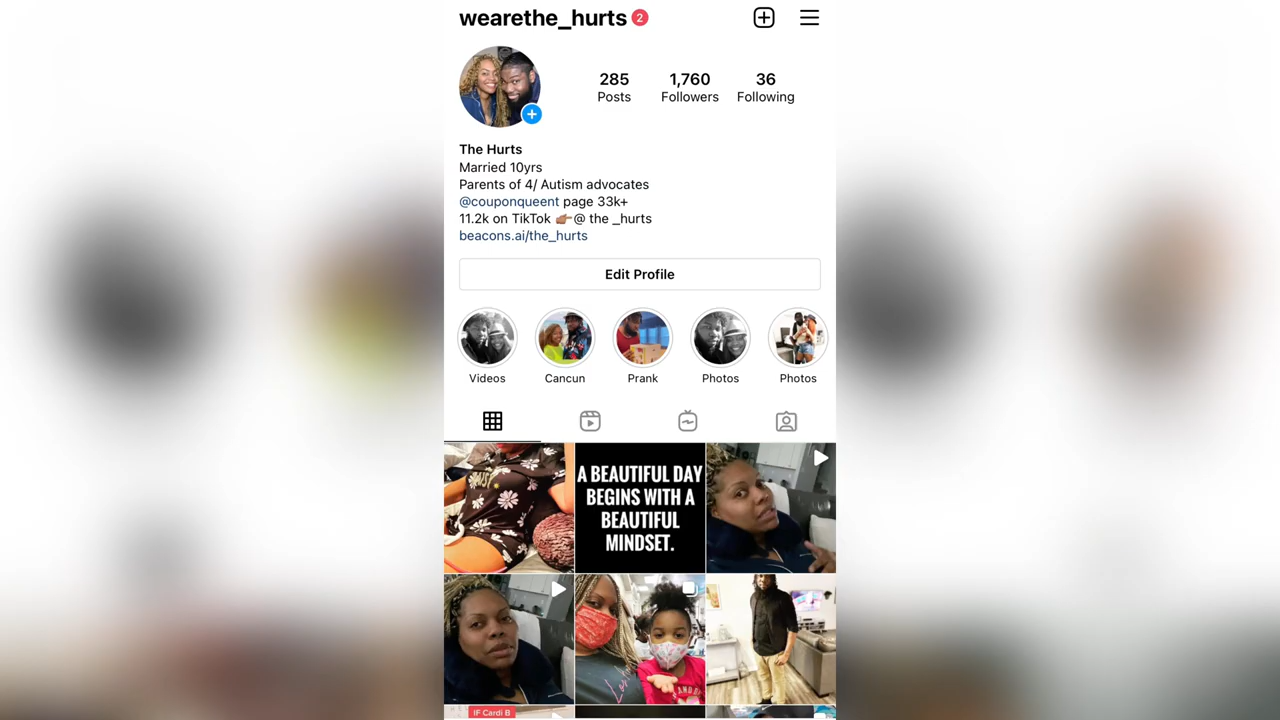 wearethe_hurts 2
285 1,760 36
Posts Followers Following
The Hurts
Married 10yrs
Parents of 4/ Autism advocates
@couponqueent page 33k+
11.2k on TikTok 👉🏽@ the _hurts
beacons.ai/the_hurts
Edit Profile
Videos Cancun Prank Photos Photos
A BEAUTIFUL DAY
BEGINS WITH A
BEAUTIFUL
MINDSET.
IF Cardi B